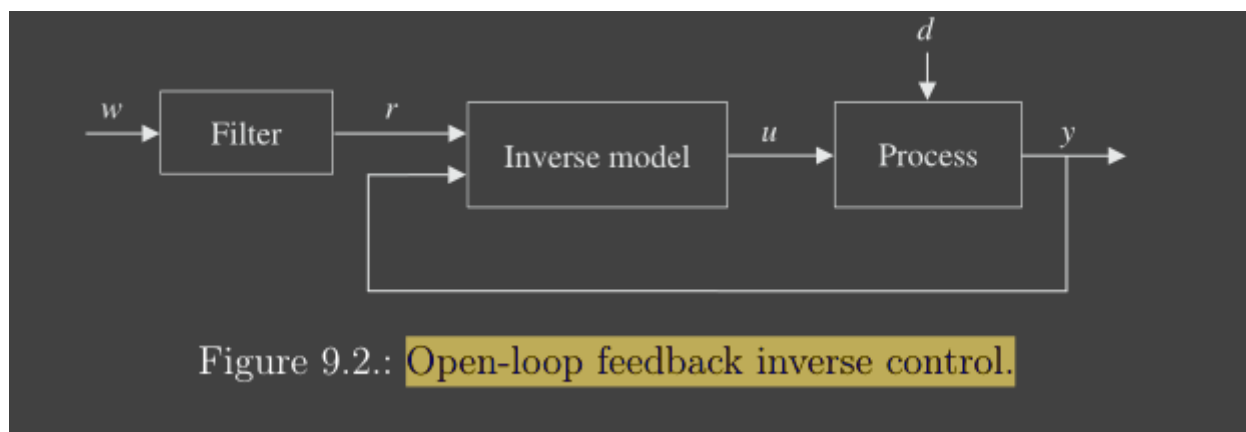 d
w
r
Filter
Inverse model
u
Process
y
Figure 9.2.: Open-loop feedback inverse control.